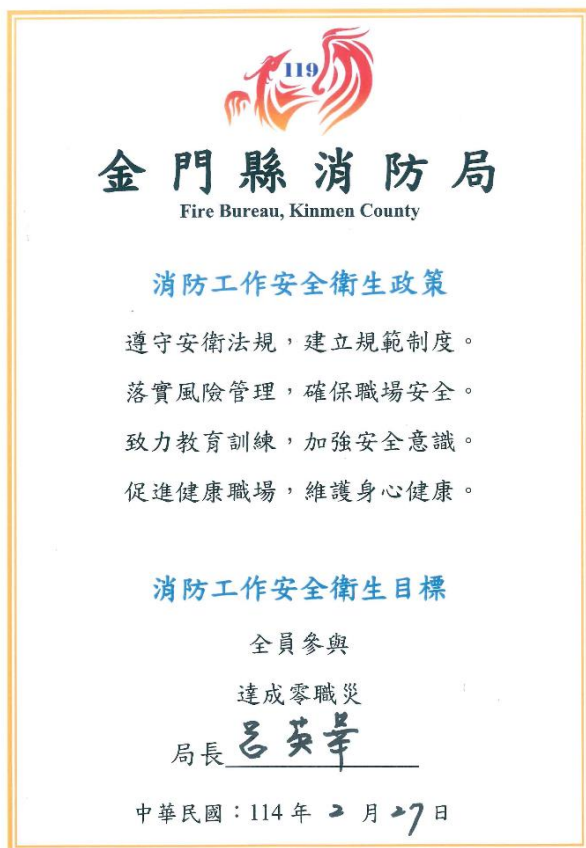 119
金門縣消防局
Fire Bureau, Kinmen County
消防工作安全衛生政策
遵守安衛法規，建立規範制度。
落實風險管理，確保職場安全。
致力教育訓練，加強安全意識。
促進健康職場，維護身心健康。
消防工作安全衛生目標
全員參與
達成零職災
局長 呂英華
中華民國：114年 2 月 27 日